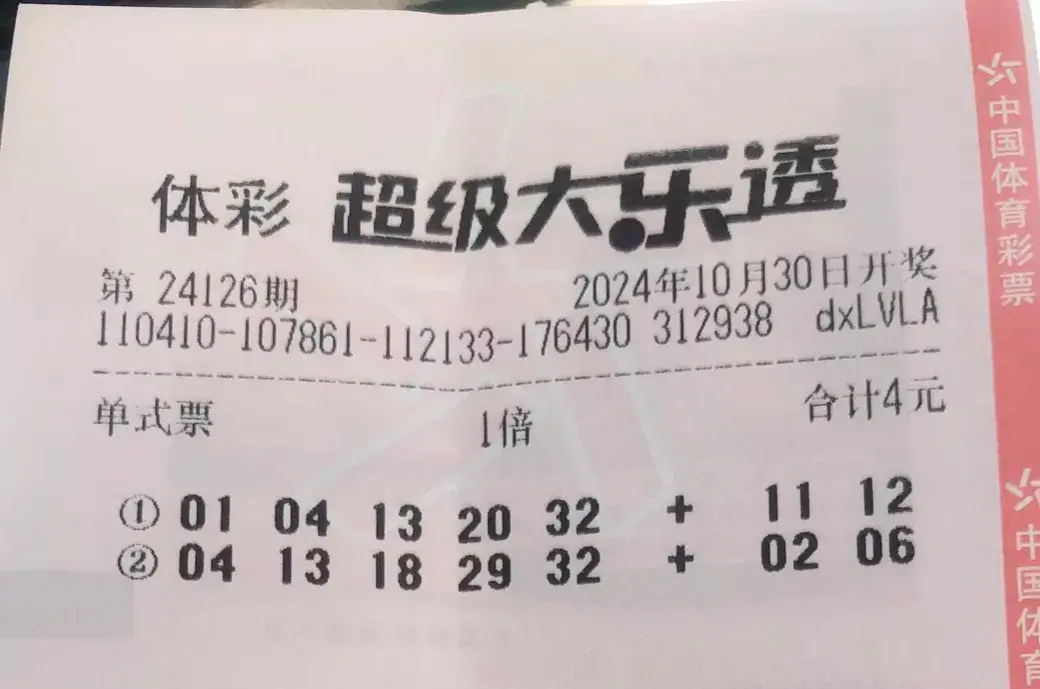 体彩 超级大乐透
第 24126期 2024年10月30日开奖
110410-107861-112133-176430 312938 dxLVLA
单式票 1倍 合计4元
① 01 04 13 20 32 + 11 12
② 04 13 18 29 32 + 02 06
中国体育彩票
中国体育